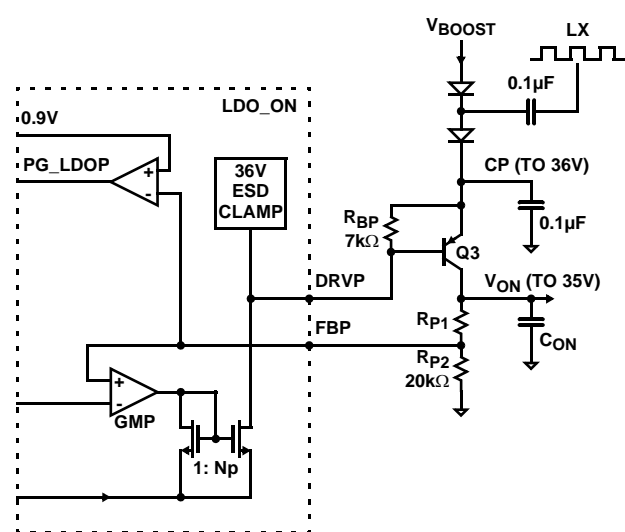 V_BOOST
LX
0.1µF
LDO_ON
0.9V
PG_LDOP
+
-
36V
ESD
CLAMP
CP (TO 36V)
0.1µF
R_BP
7kΩ
Q3
DRVP
V_ON (TO 35V)
FBP
R_P1
C_ON
R_P2
20kΩ
+
-
GMP
1: Np